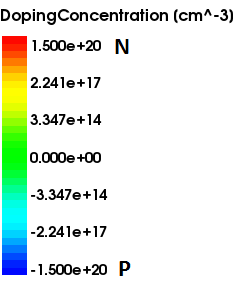 DopingConcentration (cm^-3)
1.500e+20 N
2.241e+17
3.347e+14
0.000e+00
-3.347e+14
-2.241e+17
-1.500e+20 P